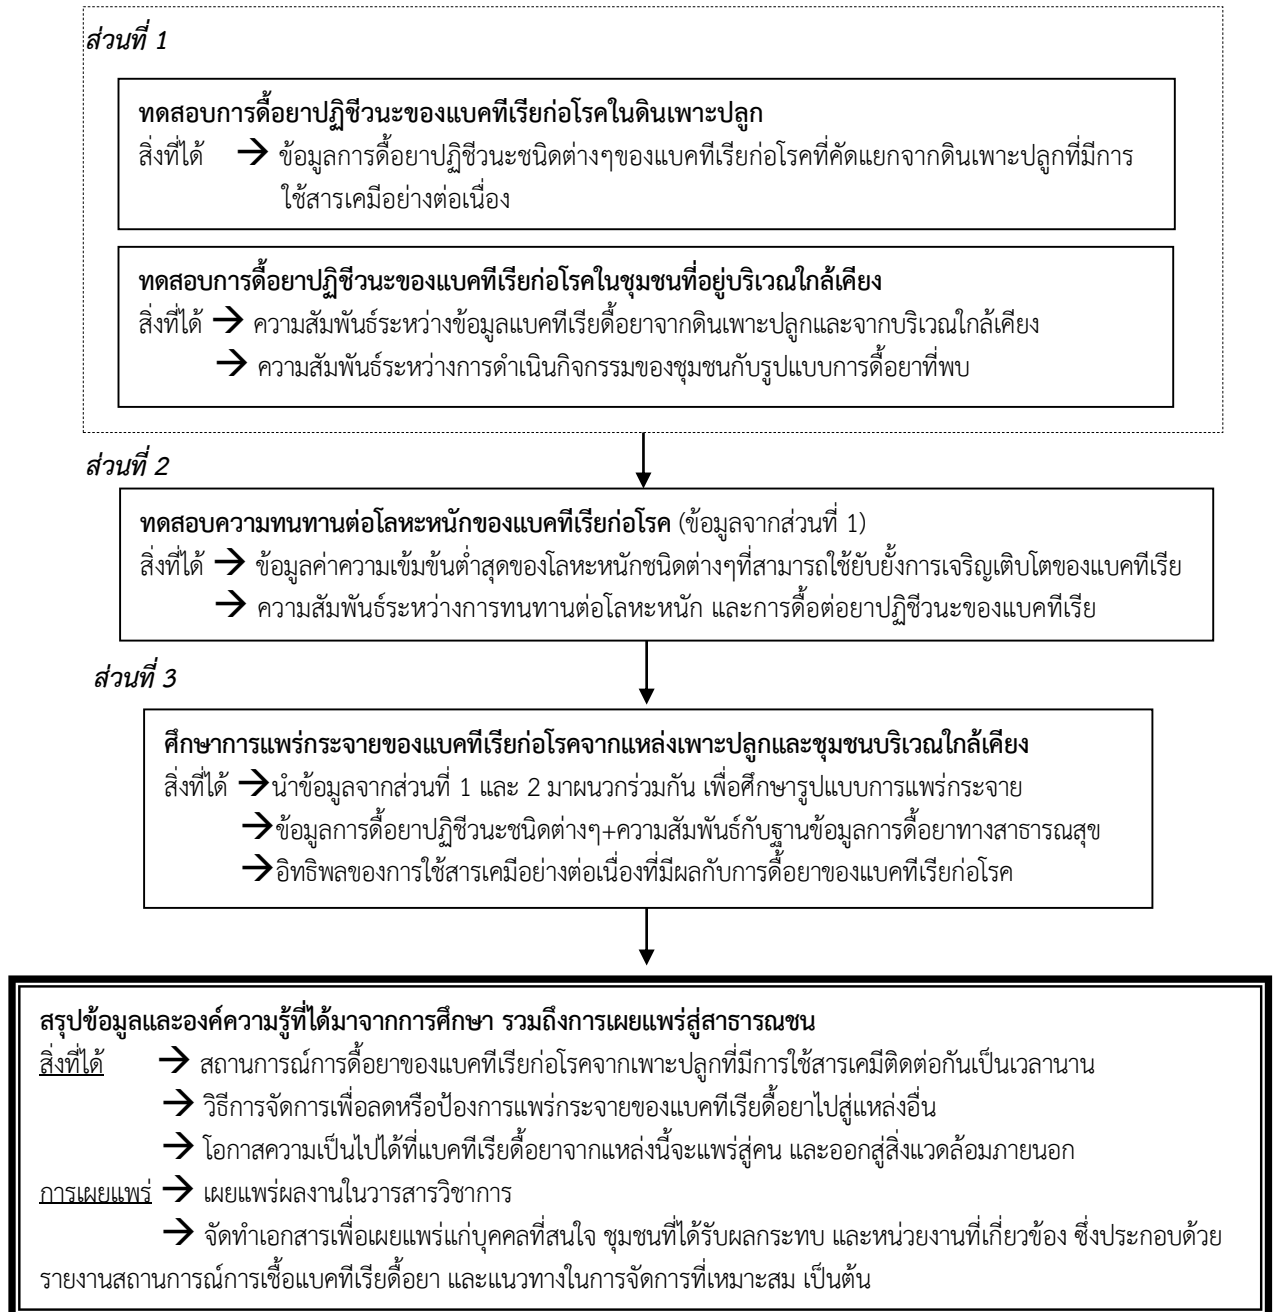 ส่วนที่ 1
ทดสอบการดื้อยาปฏิชีวนะของแบคทีเรียก่อโรคในดินเพาะปลูก
สิ่งที่ได้ → ข้อมูลการดื้อยาปฏิชีวนะชนิดต่างๆของแบคทีเรียก่อโรคที่คัดแยกจากดินเพาะปลูกที่มีการ
ใช้สารเคมีอย่างต่อเนื่อง
ทดสอบการดื้อยาปฏิชีวนะของแบคทีเรียก่อโรคในชุมชนที่อยู่บริเวณใกล้เคียง
สิ่งที่ได้ → ความสัมพันธ์ระหว่างข้อมูลแบคทีเรียดื้อยาจากดินเพาะปลูกและจากบริเวณใกล้เคียง
→ ความสัมพันธ์ระหว่างการดำเนินกิจกรรมของชุมชนกับรูปแบบการดื้อยาที่พบ
ส่วนที่ 2
ทดสอบความทนทานต่อโลหะหนักของแบคทีเรียก่อโรค (ข้อมูลจากส่วนที่ 1)
สิ่งที่ได้ → ข้อมูลค่าความเข้มข้นต่ำสุดของโลหะหนักชนิดต่างๆที่สามารถใช้ยับยั้งการเจริญเติบโตของแบคทีเรีย
→ ความสัมพันธ์ระหว่างการทนทานต่อโลหะหนัก และการดื้อต่อยาปฏิชีวนะของแบคทีเรีย
ส่วนที่ 3
ศึกษาการแพร่กระจายของแบคทีเรียก่อโรคจากแหล่งเพาะปลูกและชุมชนบริเวณใกล้เคียง
สิ่งที่ได้ →นำข้อมูลจากส่วนที่ 1 และ 2 มาผนวกร่วมกัน เพื่อศึกษารูปแบบการแพร่กระจาย
→ข้อมูลการดื้อยาปฏิชีวนะชนิดต่างๆ+ความสัมพันธ์กับฐานข้อมูลการดื้อยาทางสาธารณสุข
→อิทธิพลของการใช้สารเคมีอย่างต่อเนื่องที่มีผลกับการดื้อยาของแบคทีเรียก่อโรค
สรุปข้อมูลและองค์ความรู้ที่ได้มาจากการศึกษา รวมถึงการเผยแพร่สู่สาธารณชน
สิ่งที่ได้ → สถานการณ์การดื้อยาของแบคทีเรียก่อโรคจากเพาะปลูกที่มีการใช้สารเคมีติดต่อกันเป็นเวลานาน
→ วิธีการจัดการเพื่อลดหรือป้องการแพร่กระจายของแบคทีเรียดื้อยาไปสู่แหล่งอื่น
→ โอกาสความเป็นไปได้ที่แบคทีเรียดื้อยาจากแหล่งนี้จะแพร่สู่คน และออกสู่สิ่งแวดล้อมภายนอก
การเผยแพร่ → เผยแพร่ผลงานในวารสารวิชาการ
→ จัดทำเอกสารเพื่อเผยแพร่แก่บุคคลที่สนใจ ชุมชนที่ได้รับผลกระทบ และหน่วยงานที่เกี่ยวข้อง ซึ่งประกอบด้วย
รายงานสถานการณ์การเชื้อแบคทีเรียดื้อยา และแนวทางในการจัดการที่เหมาะสม เป็นต้น